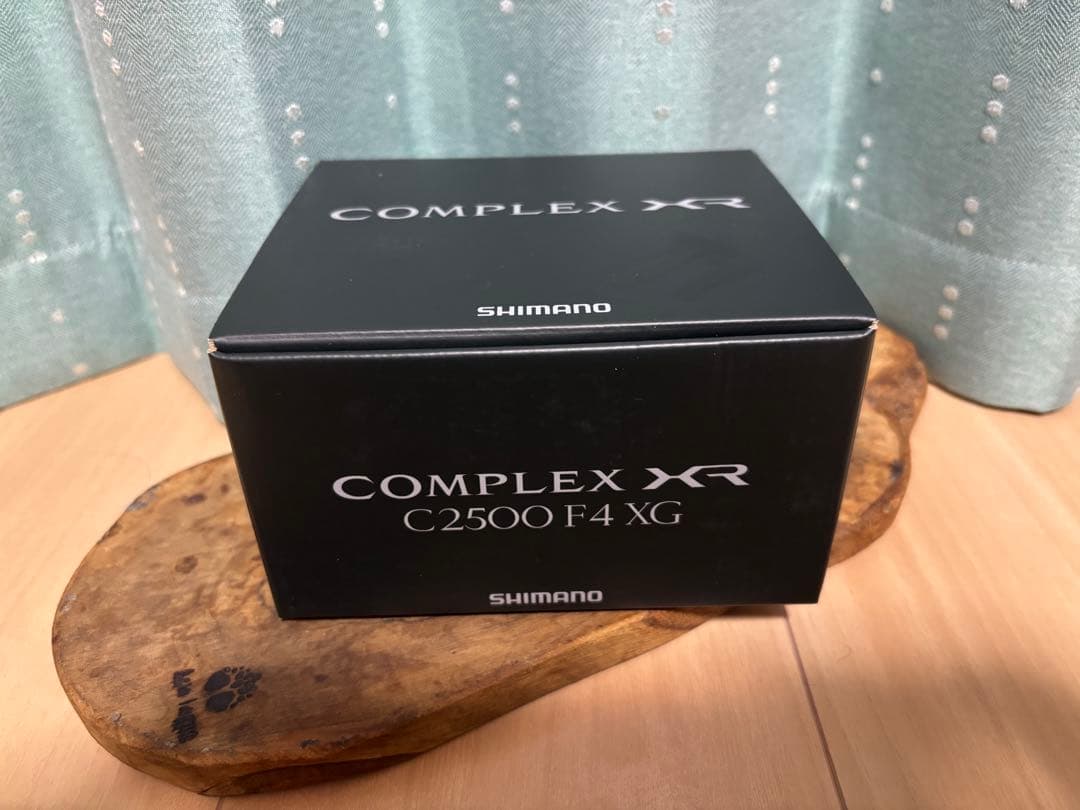 COMPLEX XR
SHIMANO
COMPLEX XR
C2500 F4 XG
SHIMANO